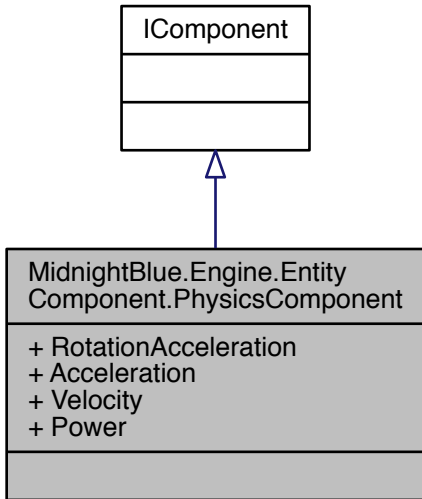 IComponent
MidnightBlue.Engine.Entity
Component.PhysicsComponent
+ RotationAcceleration
+ Acceleration
+ Velocity
+ Power